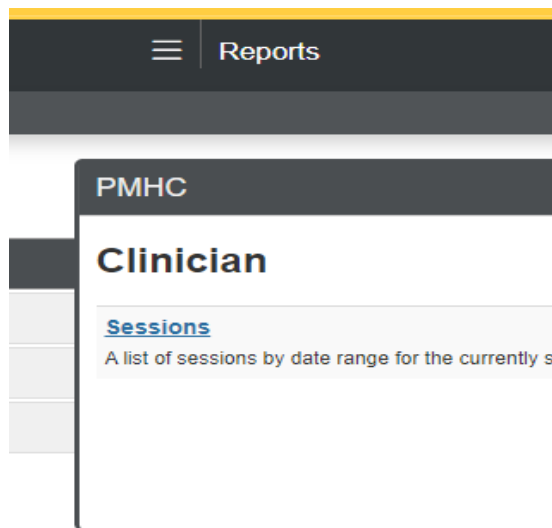 Reports
PMHC
Clinician
Sessions
A list of sessions by date range for the currently